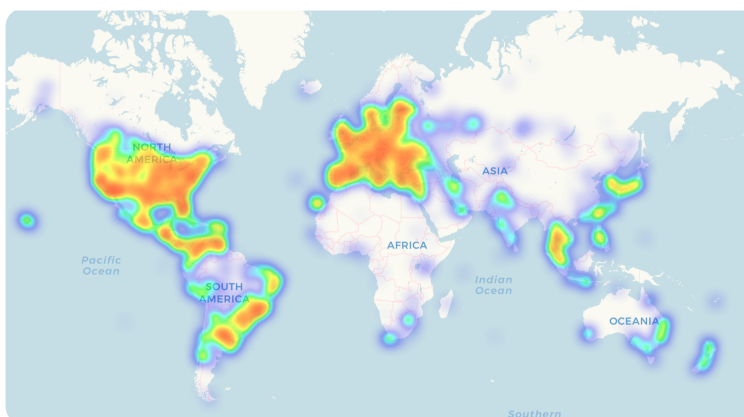 NORTH
AMERICA
ASIA
AFRICA
Pacific
Ocean
Indian
Ocean
SOUTH
AMERICA
OCEANIA
Southern